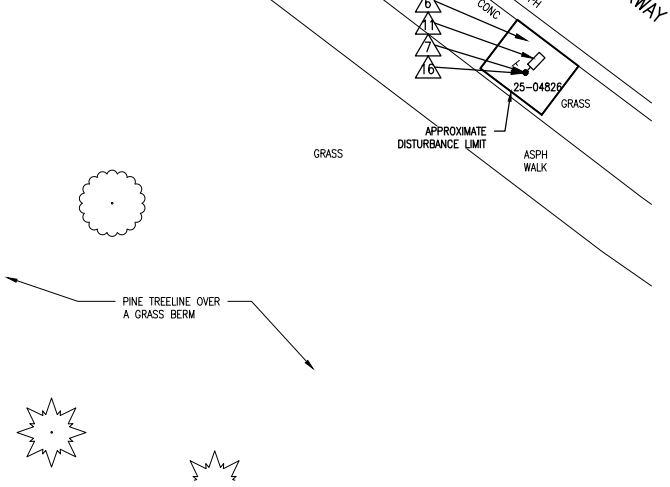 6
CONC
11
7
16
25-04826
GRASS
APPROXIMATE
DISTURBANCE LIMIT
GRASS
ASPH
WALK
PINE TREELINE OVER
A GRASS BERM